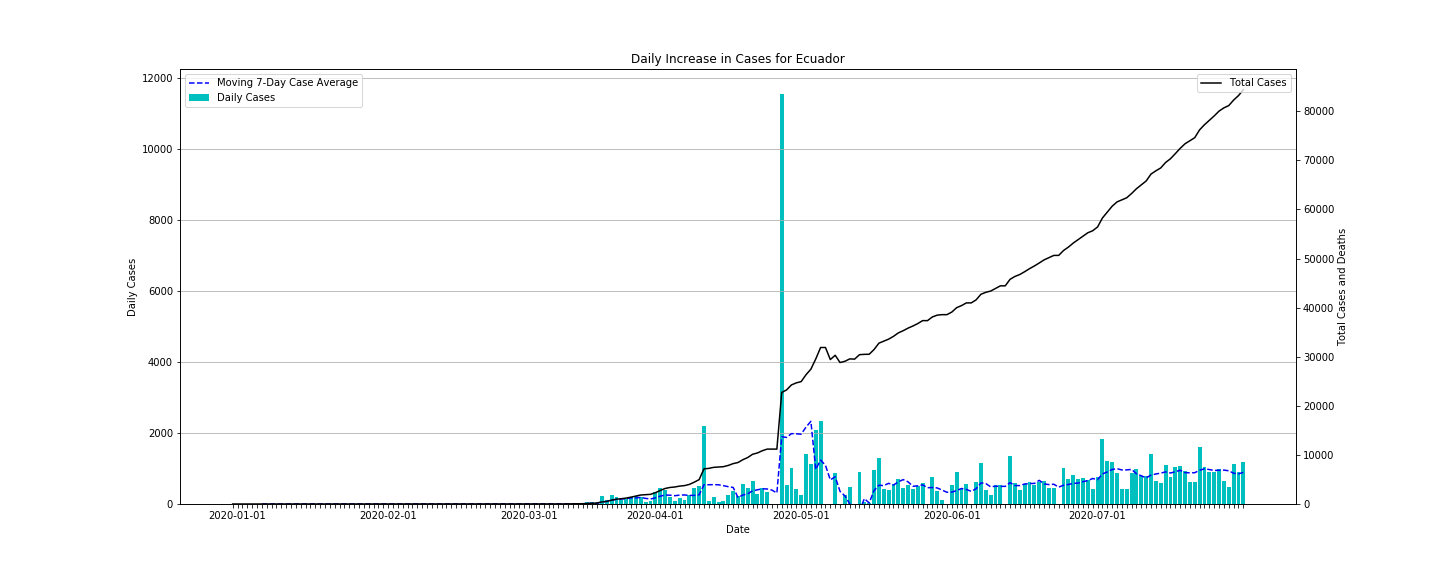 Daily Increase in Cases for Ecuador
Moving 7-Day Case Average
Daily Cases
Total Cases
12000
10000
8000
6000
4000
2000
0
Daily Cases
80000
70000
60000
50000
40000
30000
20000
10000
0
Total Cases and Deaths
2020-01-01 2020-02-01 2020-03-01 2020-04-01 2020-05-01 2020-06-01 2020-07-01
Date